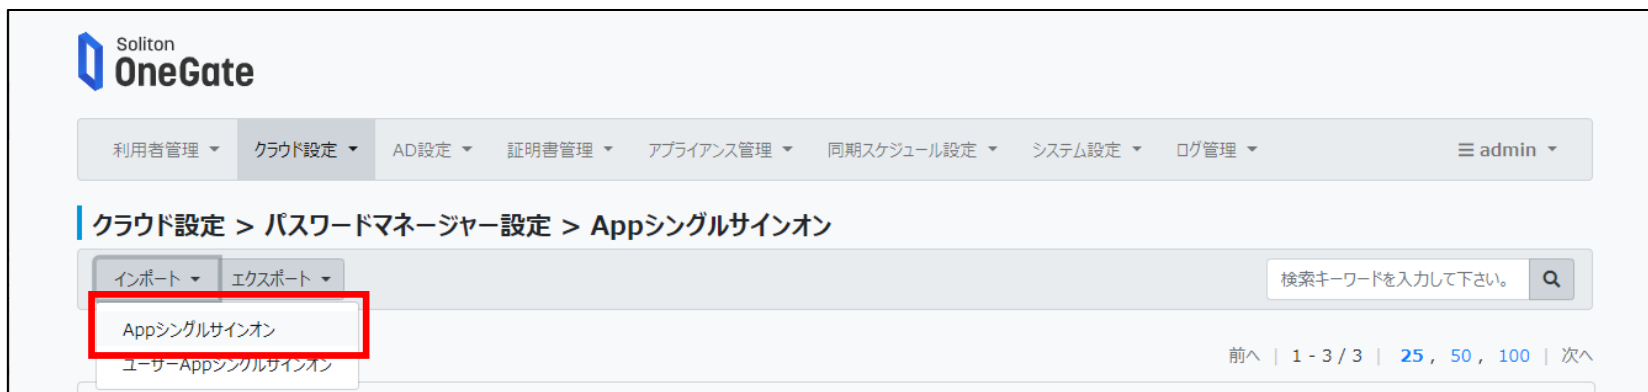 Soliton
OneGate
利用者管理 クラウド設定 AD設定 証明書管理 アプライアンス管理 同期スケジュール設定 システム設定 ログ管理 admin
クラウド設定 > パスワードマネージャー設定 > Appシングルサインオン
インポート エクスポート 検索キーワードを入力して下さい。
Appシングルサインオン
ユーザーAppシングルサインオン
前へ | 1 - 3 / 3 | 25 , 50 , 100 | 次へ